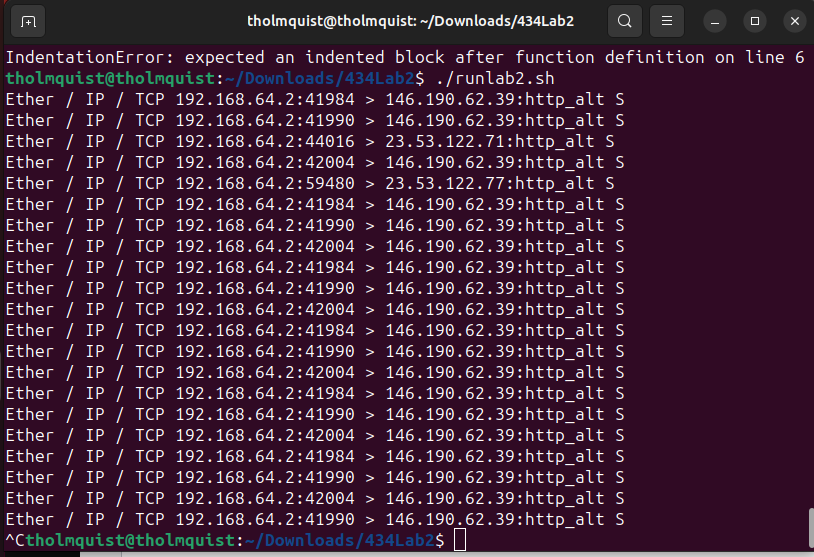 tholmquist@tholmquist: ~/Downloads/434Lab2
IndentationError: expected an indented block after function definition on line 6
tholmquist@tholmquist:~/Downloads/434Lab2$ ./runlab2.sh
Ether / IP / TCP 192.168.64.2:41984 > 146.190.62.39:http_alt S
Ether / IP / TCP 192.168.64.2:41990 > 146.190.62.39:http_alt S
Ether / IP / TCP 192.168.64.2:44016 > 23.53.122.71:http_alt S
Ether / IP / TCP 192.168.64.2:42004 > 146.190.62.39:http_alt S
Ether / IP / TCP 192.168.64.2:59480 > 23.53.122.77:http_alt S
Ether / IP / TCP 192.168.64.2:41984 > 146.190.62.39:http_alt S
Ether / IP / TCP 192.168.64.2:41990 > 146.190.62.39:http_alt S
Ether / IP / TCP 192.168.64.2:42004 > 146.190.62.39:http_alt S
Ether / IP / TCP 192.168.64.2:41984 > 146.190.62.39:http_alt S
Ether / IP / TCP 192.168.64.2:41990 > 146.190.62.39:http_alt S
Ether / IP / TCP 192.168.64.2:42004 > 146.190.62.39:http_alt S
Ether / IP / TCP 192.168.64.2:41984 > 146.190.62.39:http_alt S
Ether / IP / TCP 192.168.64.2:41990 > 146.190.62.39:http_alt S
Ether / IP / TCP 192.168.64.2:42004 > 146.190.62.39:http_alt S
Ether / IP / TCP 192.168.64.2:41984 > 146.190.62.39:http_alt S
Ether / IP / TCP 192.168.64.2:41990 > 146.190.62.39:http_alt S
Ether / IP / TCP 192.168.64.2:42004 > 146.190.62.39:http_alt S
Ether / IP / TCP 192.168.64.2:41984 > 146.190.62.39:http_alt S
Ether / IP / TCP 192.168.64.2:41990 > 146.190.62.39:http_alt S
Ether / IP / TCP 192.168.64.2:42004 > 146.190.62.39:http_alt S
Ether / IP / TCP 192.168.64.2:41990 > 146.190.62.39:http_alt S
^Ctholmquist@tholmquist:~/Downloads/434Lab2$